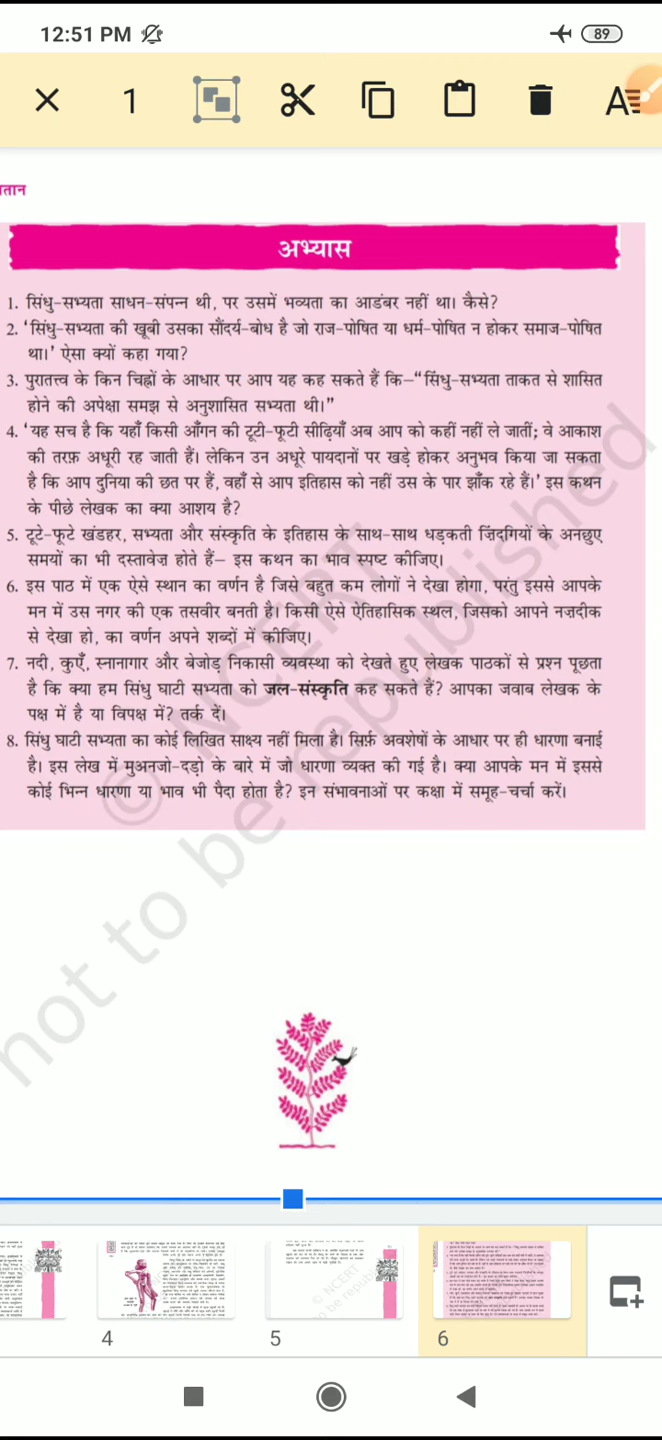 12:51 PM
89
1
A
तान
अभ्यास
1. सिंधु-सभ्यता साधन-संपन्न थी, पर उसमें भव्यता का आडंबर नहीं था। कैसे?
2. 'सिंधु-सभ्यता की खूबी उसका सौंदर्य-बोध है जो राज-पोषित या धर्म-पोषित न होकर समाज-पोषित
था।' ऐसा क्यों कहा गया?
3. पुरातत्त्व के किन चिह्नों के आधार पर आप यह कह सकते हैं कि—“सिंधु-सभ्यता ताकत से शासित
होने की अपेक्षा समझ से अनुशासित सभ्यता थी।”
4. 'यह सच है कि यहाँ किसी आँगन की टूटी-फूटी सीढ़ियाँ अब आप को कहीं नहीं ले जातीं; वे आकाश
की तरफ़ अधूरी रह जाती हैं। लेकिन उन अधूरे पायदानों पर खड़े होकर अनुभव किया जा सकता
है कि आप दुनिया की छत पर हैं, वहाँ से आप इतिहास को नहीं उस के पार झाँक रहे हैं।' इस कथन
के पीछे लेखक का क्या आशय है?
5. टूटे-फूटे खंडहर, सभ्यता और संस्कृति के इतिहास के साथ-साथ धड़कती ज़िंदगियों के अनछुए
समयों का भी दस्तावेज़ होते हैं— इस कथन का भाव स्पष्ट कीजिए।
6. इस पाठ में एक ऐसे स्थान का वर्णन है जिसे बहुत कम लोगों ने देखा होगा, परंतु इससे आपके
मन में उस नगर की एक तसवीर बनती है। किसी ऐसे ऐतिहासिक स्थल, जिसको आपने नज़दीक
से देखा हो, का वर्णन अपने शब्दों में कीजिए।
7. नदी, कुएँ, स्नानागार और बेजोड़ निकासी व्यवस्था को देखते हुए लेखक पाठकों से प्रश्न पूछता
है कि क्या हम सिंधु घाटी सभ्यता को जल-संस्कृति कह सकते हैं? आपका जवाब लेखक के
पक्ष में है या विपक्ष में? तर्क दें।
8. सिंधु घाटी सभ्यता का कोई लिखित साक्ष्य नहीं मिला है। सिर्फ़ अवशेषों के आधार पर ही धारणा बनाई
है। इस लेख में मुअनजो-दड़ो के बारे में जो धारणा व्यक्त की गई है। क्या आपके मन में इससे
कोई भिन्न धारणा या भाव भी पैदा होता है? इन संभावनाओं पर कक्षा में समूह-चर्चा करें।
© NCERT
not to be republished
4
5
6